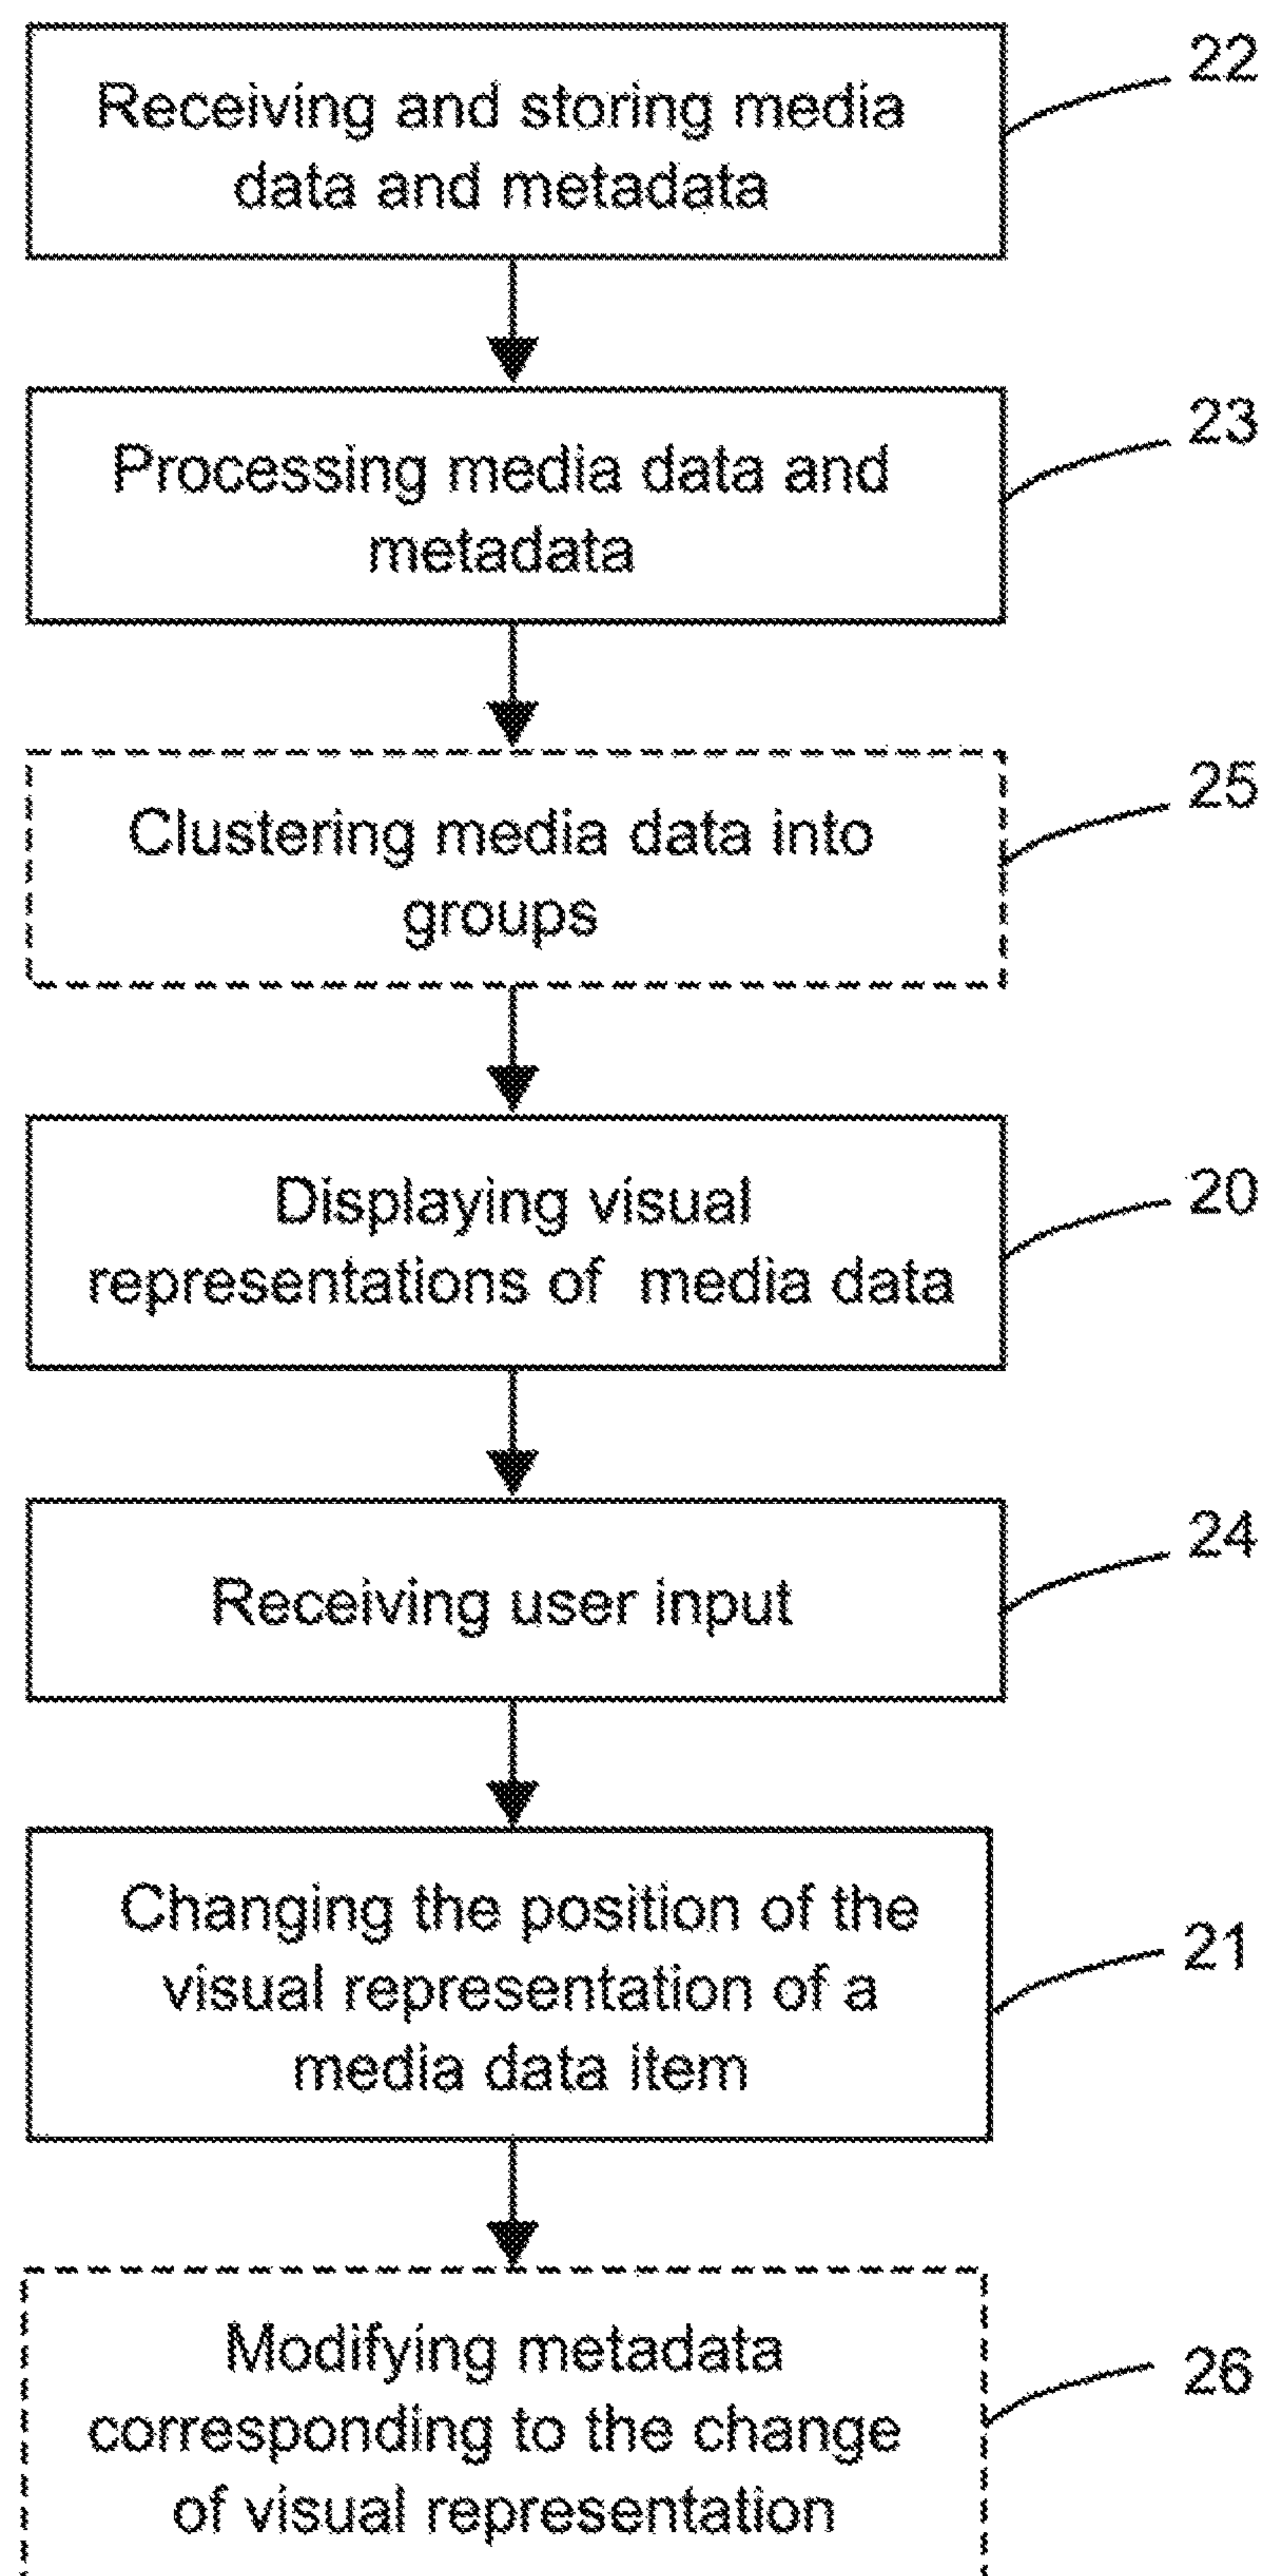 22
Receiving and storing media
data and metadata
23
Processing media data and
metadata
25
Clustering media data into
groups
20
Displaying visual
representations of media data
24
Receiving user input
21
Changing the position of the
visual representation of a
media data item
26
Modifying metadata
corresponding to the change
of visual representation